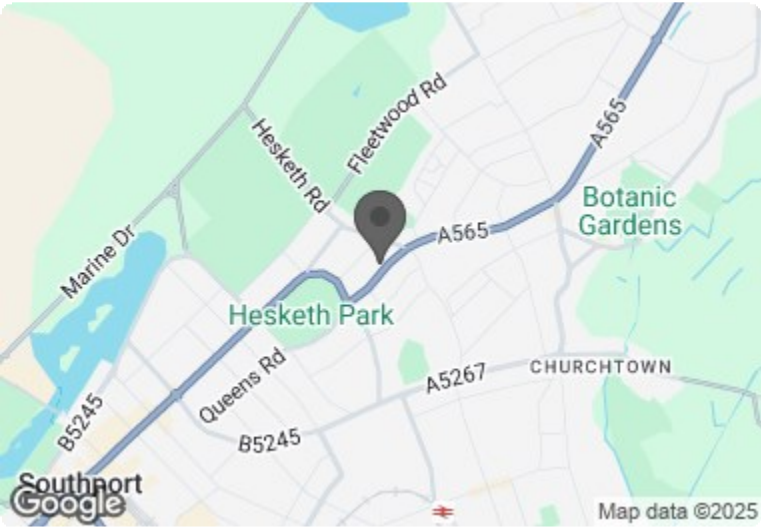 Fleetwood Rd
A565
Hesketh Rd
Botanic
Gardens
A565
Marine Dr
Hesketh Park
CHURCHTOWN
A5267
Queens Rd
B5245
B5245
Southport
Google
Map data ©2025